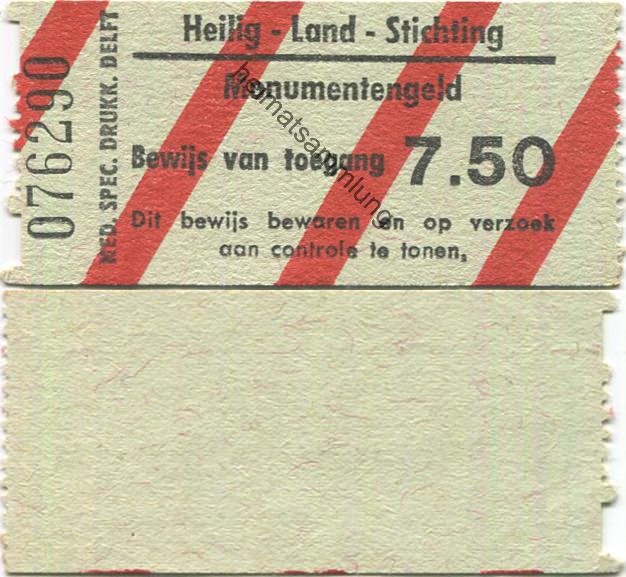 Heilig - Land - Stichting
Monumentengeld
Bewijs van toegang 7.50
Dit bewijs bewaren en op verzoek
aan controle te tonen,
076290
NED. SPEC. DRUKK. DELFT
heimatsammlung